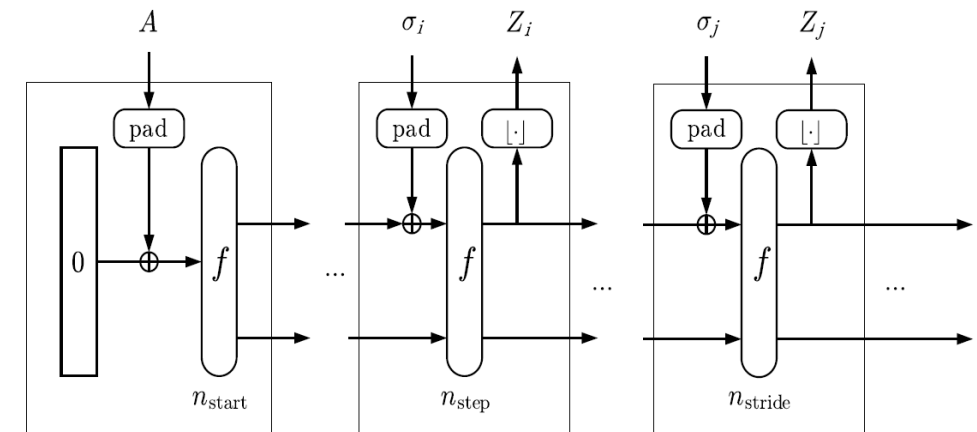 A σ_i Z_i σ_j Z_j
pad pad ⌊·⌋ pad ⌊·⌋
0 f f f
... ... ...
n_start n_step n_stride